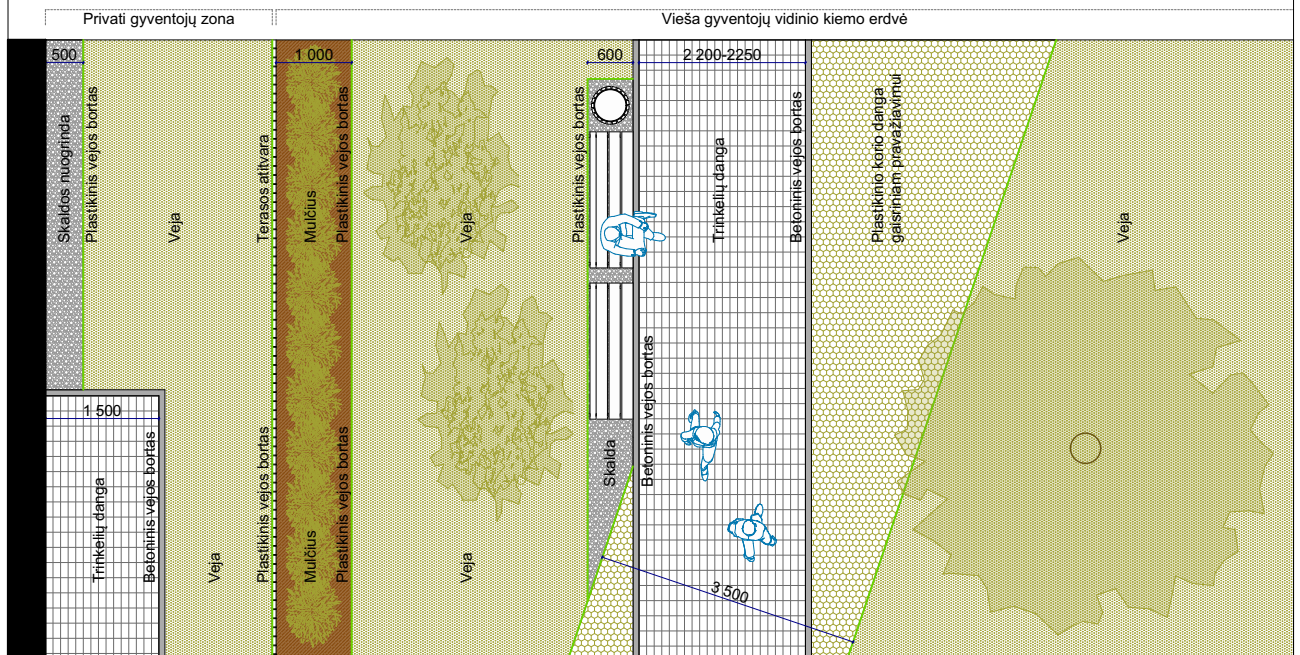 Privati gyventojų zona
Vieša gyventojų vidinio kiemo erdvė
500
1 000
600
2 200-2250
Skaldos nuogrinda
Plastikinis vejos bortas
Veja
Terasos atitvara
Mulčius
Plastikinis vejos bortas
Veja
Plastikinis vejos bortas
Trinkelių danga
Betoninis vejos bortas
Plastikinio korio danga
gaisriniam pravažiavimui
Veja
1 500
Trinkelių danga
Betoninis vejos bortas
Veja
Plastikinis vejos bortas
Mulčius
Plastikinis vejos bortas
Veja
Skalda
Betoninis vejos bortas
3 500